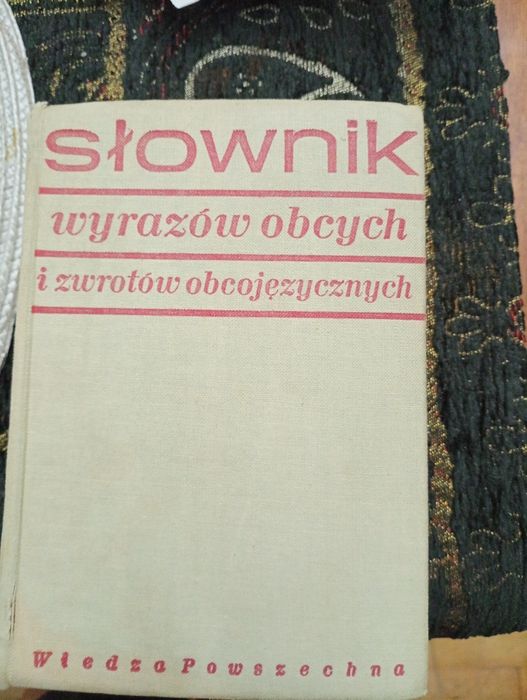 słownik
wyrazów obcych
i zwrotów obcojęzycznych
Wiedza Powszechna